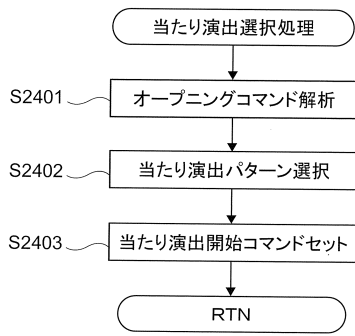 当たり演出選択処理
S2401
オープニングコマンド解析
S2402
当たり演出パターン選択
S2403
当たり演出開始コマンドセット
RTN